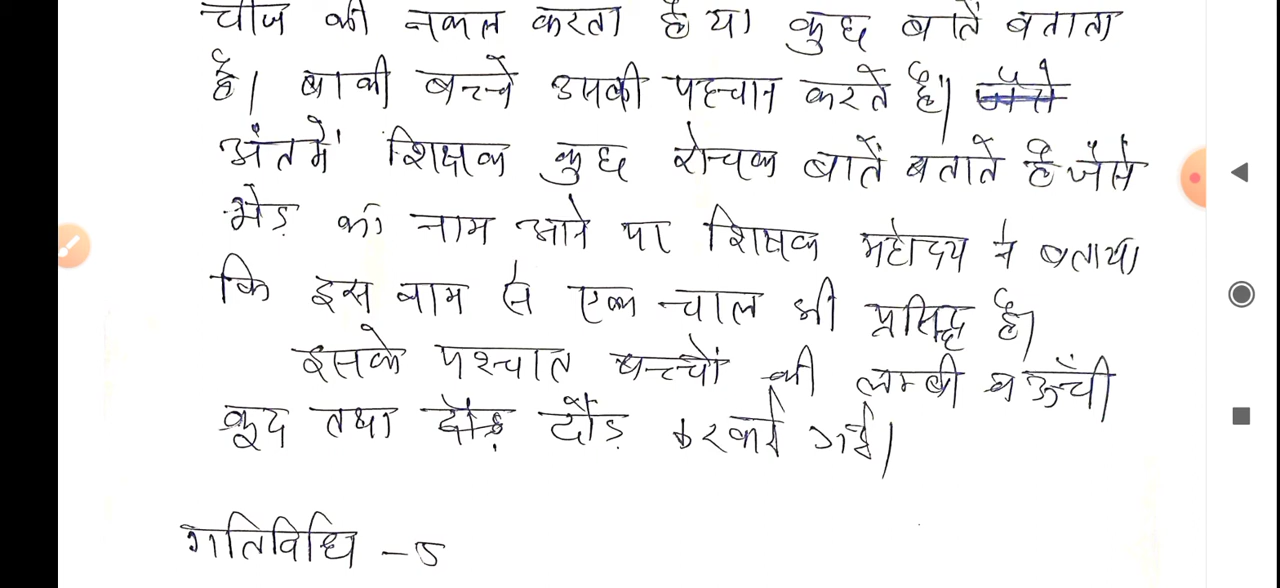 चीज की नकल करता है या कुछ बातें बताता
है। बाकी बच्चे उसकी पहचान करते है। जैसे
अंतमें शिक्षक कुछ रोचक बातें बताते है जैसे
भेड़ का नाम आने पर शिक्षक महोदय ने बताया
कि इस नाम से एक चाल भी प्रसिद्ध है।
इसके पश्चात बच्चों की लम्बी व ऊँची
कूद तथा दौड़ दौड़ करवाई गई।
गतिविधि -5